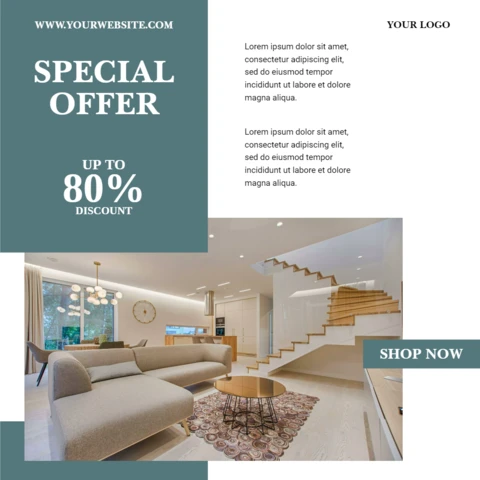 WWW.YOURWEBSITE.COM
YOUR LOGO
SPECIAL
OFFER
UP TO
80%
DISCOUNT
Lorem ipsum dolor sit amet,
consectetur adipiscing elit,
sed do eiusmod tempor
incididunt ut labore et dolore
magna aliqua.
Lorem ipsum dolor sit amet,
consectetur adipiscing elit,
sed do eiusmod tempor
incididunt ut labore et dolore
magna aliqua.
SHOP NOW